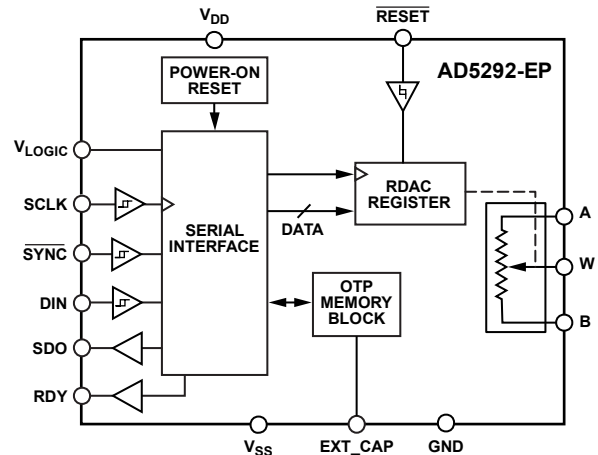 VDD
RESET
AD5292-EP
POWER-ON
RESET
VLOGIC
SCLK
SYNC
DIN
SDO
RDY
SERIAL
INTERFACE
DATA
RDAC
REGISTER
OTP
MEMORY
BLOCK
A
W
B
VSS
EXT_CAP
GND